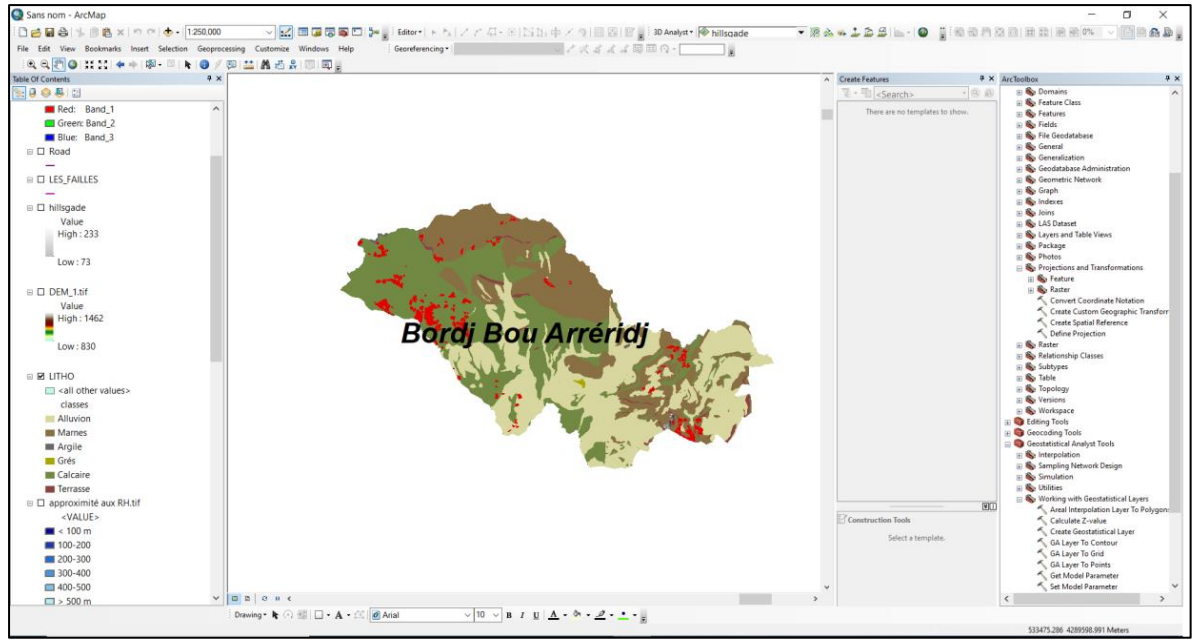 Sans nom - ArcMap
1:250,000
Editor
3D Analyst
hillsgade
File Edit View Bookmarks Insert Selection Geoprocessing Customize Windows Help
Georeferencing
0%
Table Of Contents
Red: Band_1
Green: Band_2
Blue: Band_3
Road
LES_FAILLES
hillsgade
Value
High : 233
Low : 73
DEM_1.tif
Value
High : 1462
Low : 830
LITHO
<all other values>
classes
Alluvion
Marnes
Argile
Grés
Calcaire
Terrasse
approximité aux RH.tif
<VALUE>
< 100 m
100-200
200-300
300-400
400-500
> 500 m
Bordj Bou Arréridj
Create Features
<Search>
There are no templates to show.
Construction Tools
Select a template.
ArcToolbox
Domains
Feature Class
Features
Fields
File Geodatabase
General
Generalization
Geodatabase Administration
Geometric Network
Graph
Indexes
Joins
LAS Dataset
Layers and Table Views
Package
Photos
Projections and Transformations
Feature
Raster
Convert Coordinate Notation
Create Custom Geographic Transforr
Create Spatial Reference
Define Projection
Raster
Relationship Classes
Subtypes
Table
Topology
Versions
Workspace
Editing Tools
Geocoding Tools
Geostatistical Analyst Tools
Interpolation
Sampling Network Design
Simulation
Utilities
Working with Geostatistical Layers
Areal Interpolation Layer To Polygons
Calculate Z-value
Create Geostatistical Layer
GA Layer To Contour
GA Layer To Grid
GA Layer To Points
Get Model Parameter
Set Model Parameter
Drawing
A
Arial
10
B I U A
533475.286 4289598.991 Meters